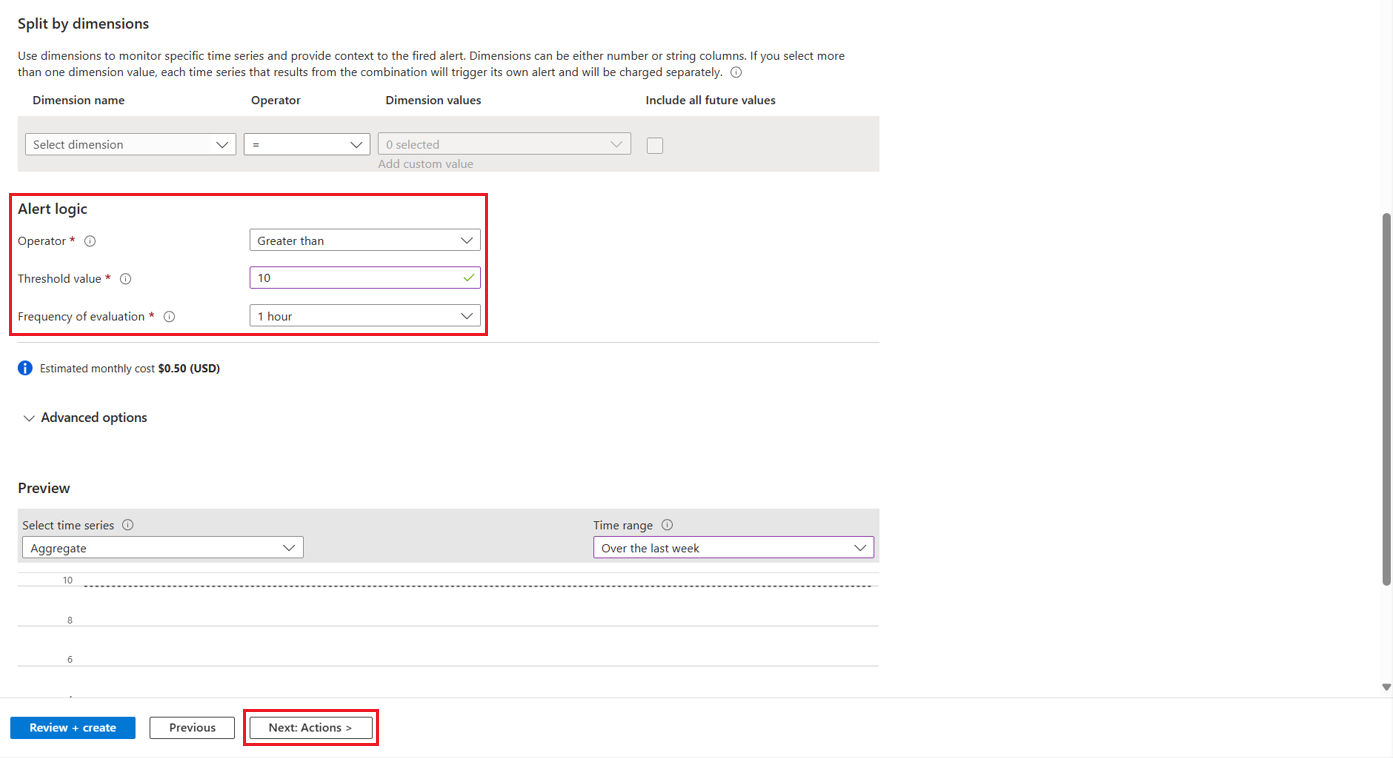 Split by dimensions
Use dimensions to monitor specific time series and provide context to the fired alert. Dimensions can be either number or string columns. If you select more
than one dimension value, each time series that results from the combination will trigger its own alert and will be charged separately.
Dimension name Operator Dimension values Include all future values
Select dimension = 0 selected
Add custom value
Alert logic
Operator * Greater than
Threshold value * 10
Frequency of evaluation * 1 hour
Estimated monthly cost $0.50 (USD)
Advanced options
Preview
Select time series Time range
Aggregate Over the last week
10
8
6
Review + create Previous Next: Actions >